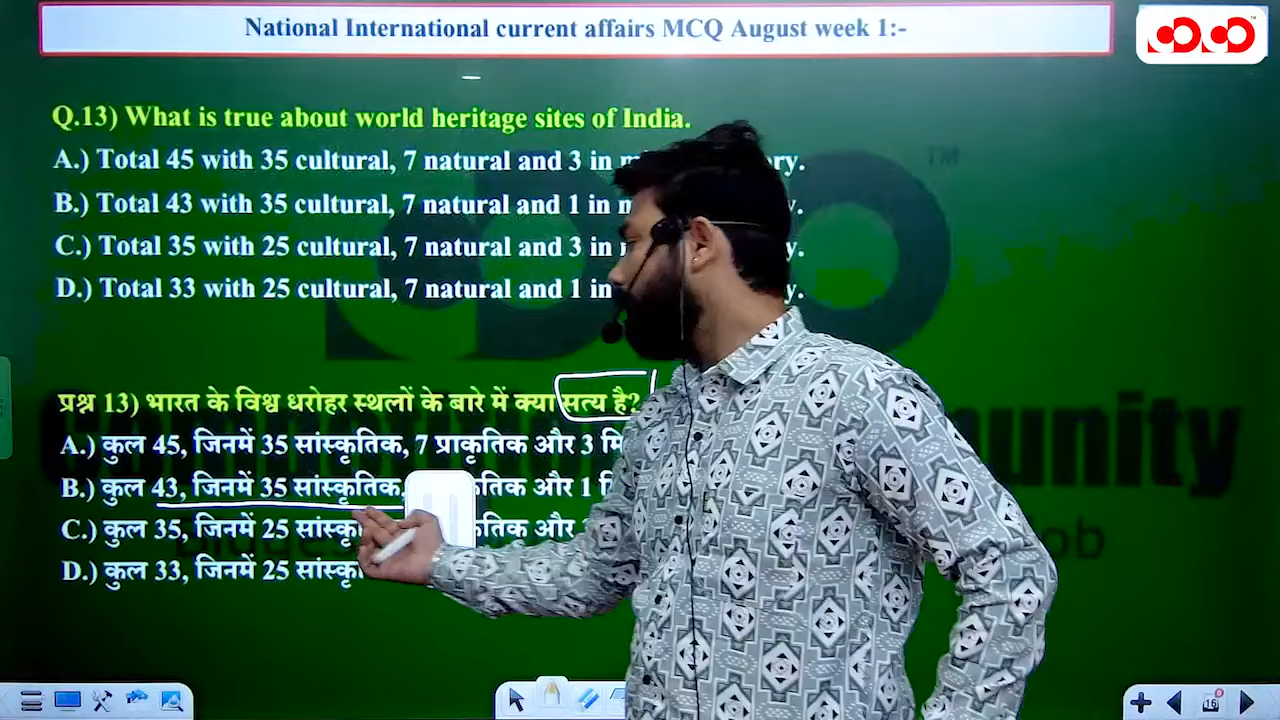 National International current affairs MCQ August week 1:-
Q.13) What is true about world heritage sites of India.
A.) Total 45 with 35 cultural, 7 natural and 3 in
B.) Total 43 with 35 cultural, 7 natural and 1 in
C.) Total 35 with 25 cultural, 7 natural and 3 in
D.) Total 33 with 25 cultural, 7 natural and 1 in
प्रश्न 13) भारत के विश्व धरोहर स्थलों के बारे में क्या सत्य है?
A.) कुल 45, जिनमें 35 सांस्कृतिक, 7 प्राकृतिक और 3
B.) कुल 43, जिनमें 35 सांस्कृतिक, और 1
C.) कुल 35, जिनमें 25 और
D.) कुल 33, जिनमें 25
16